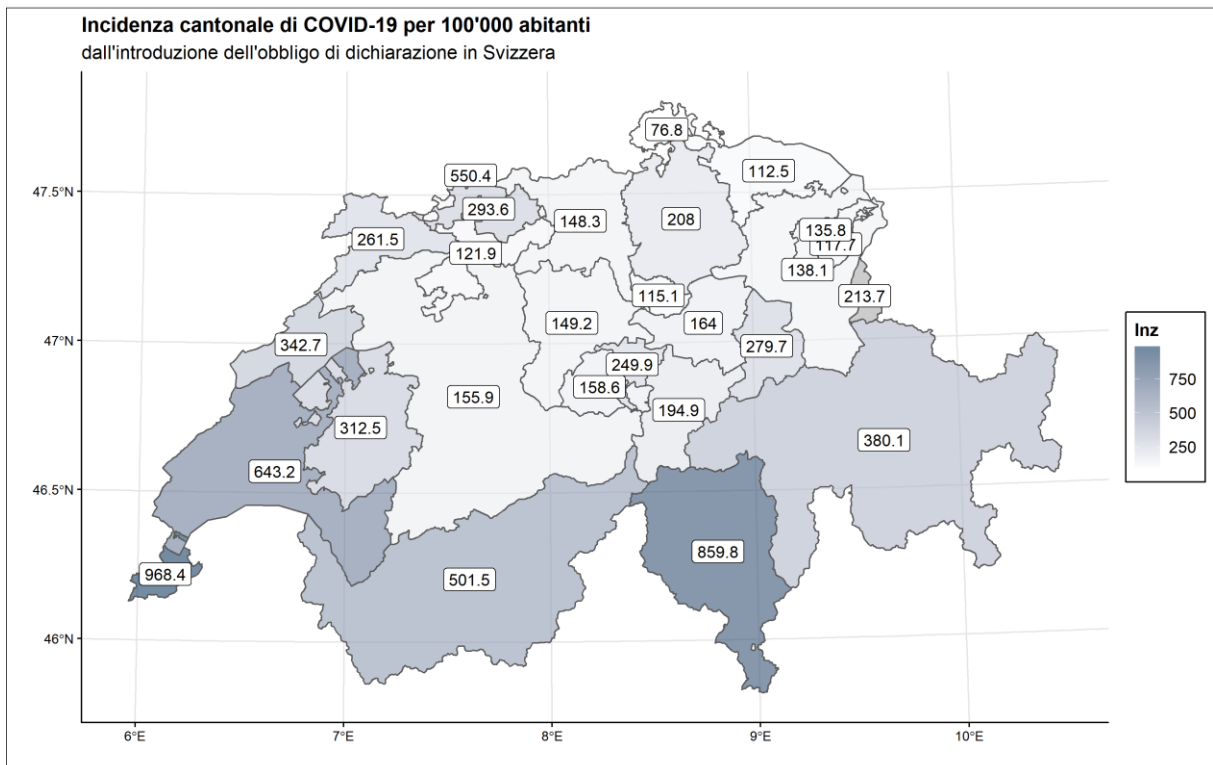 Incidenza cantonale di COVID-19 per 100'000 abitanti
dall'introduzione dell'obbligo di dichiarazione in Svizzera
76.8
112.5
550.4
47.5°N
293.6
148.3
208
135.8
117.7
261.5
121.9
138.1
115.1
213.7
149.2
164
47°N
342.7
279.7
249.9
158.6
155.9
194.9
312.5
380.1
643.2
46.5°N
859.8
968.4
501.5
46°N
6°E
7°E
8°E
9°E
10°E
Inz
750
500
250